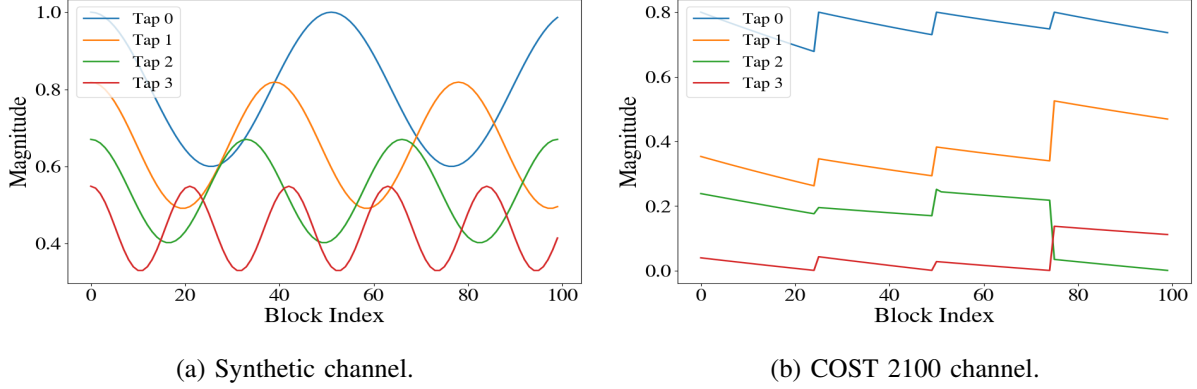 1.0
0.8
0.6
0.4
Magnitude
Tap 0
Tap 1
Tap 2
Tap 3
0 20 40 60 80 100
Block Index
(a) Synthetic channel.
0.8
0.6
0.4
0.2
0.0
Magnitude
Tap 0
Tap 1
Tap 2
Tap 3
0 20 40 60 80 100
Block Index
(b) COST 2100 channel.